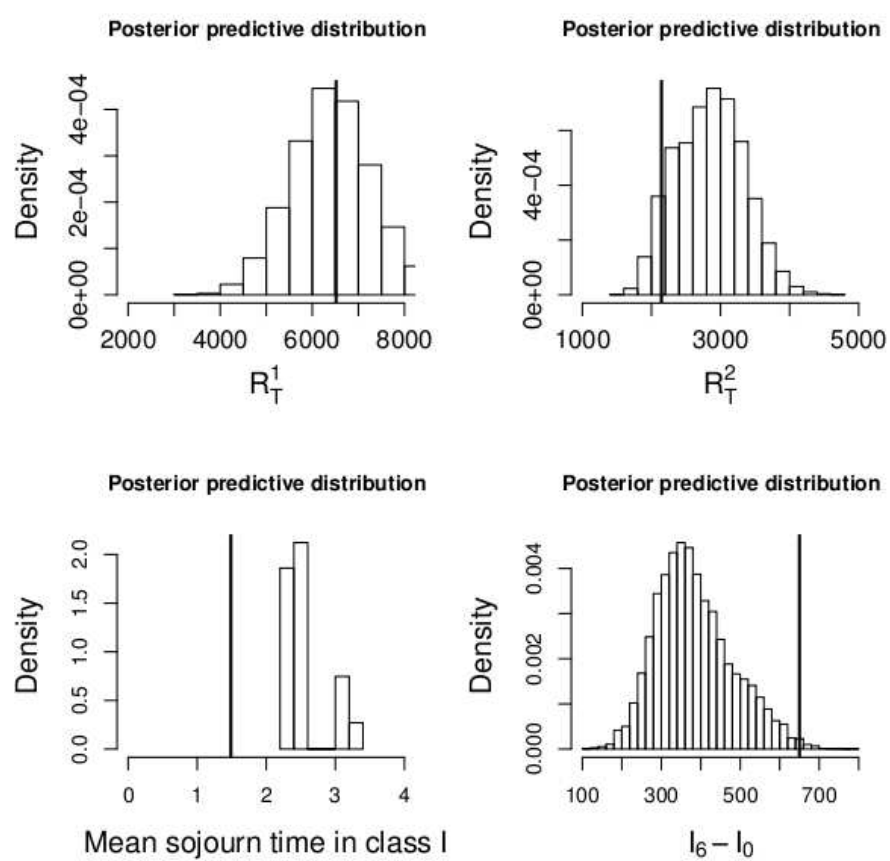 Posterior predictive distribution
Density
0e+00 2e−04 4e−04
2000 4000 6000 8000
R_T^1
Posterior predictive distribution
Density
0e+00 4e−04
1000 3000 5000
R_T^2
Posterior predictive distribution
Density
0.0 0.5 1.0 1.5 2.0
0 1 2 3 4
Mean sojourn time in class I
Posterior predictive distribution
Density
0.000 0.002 0.004
100 300 500 700
I_6 − I_0